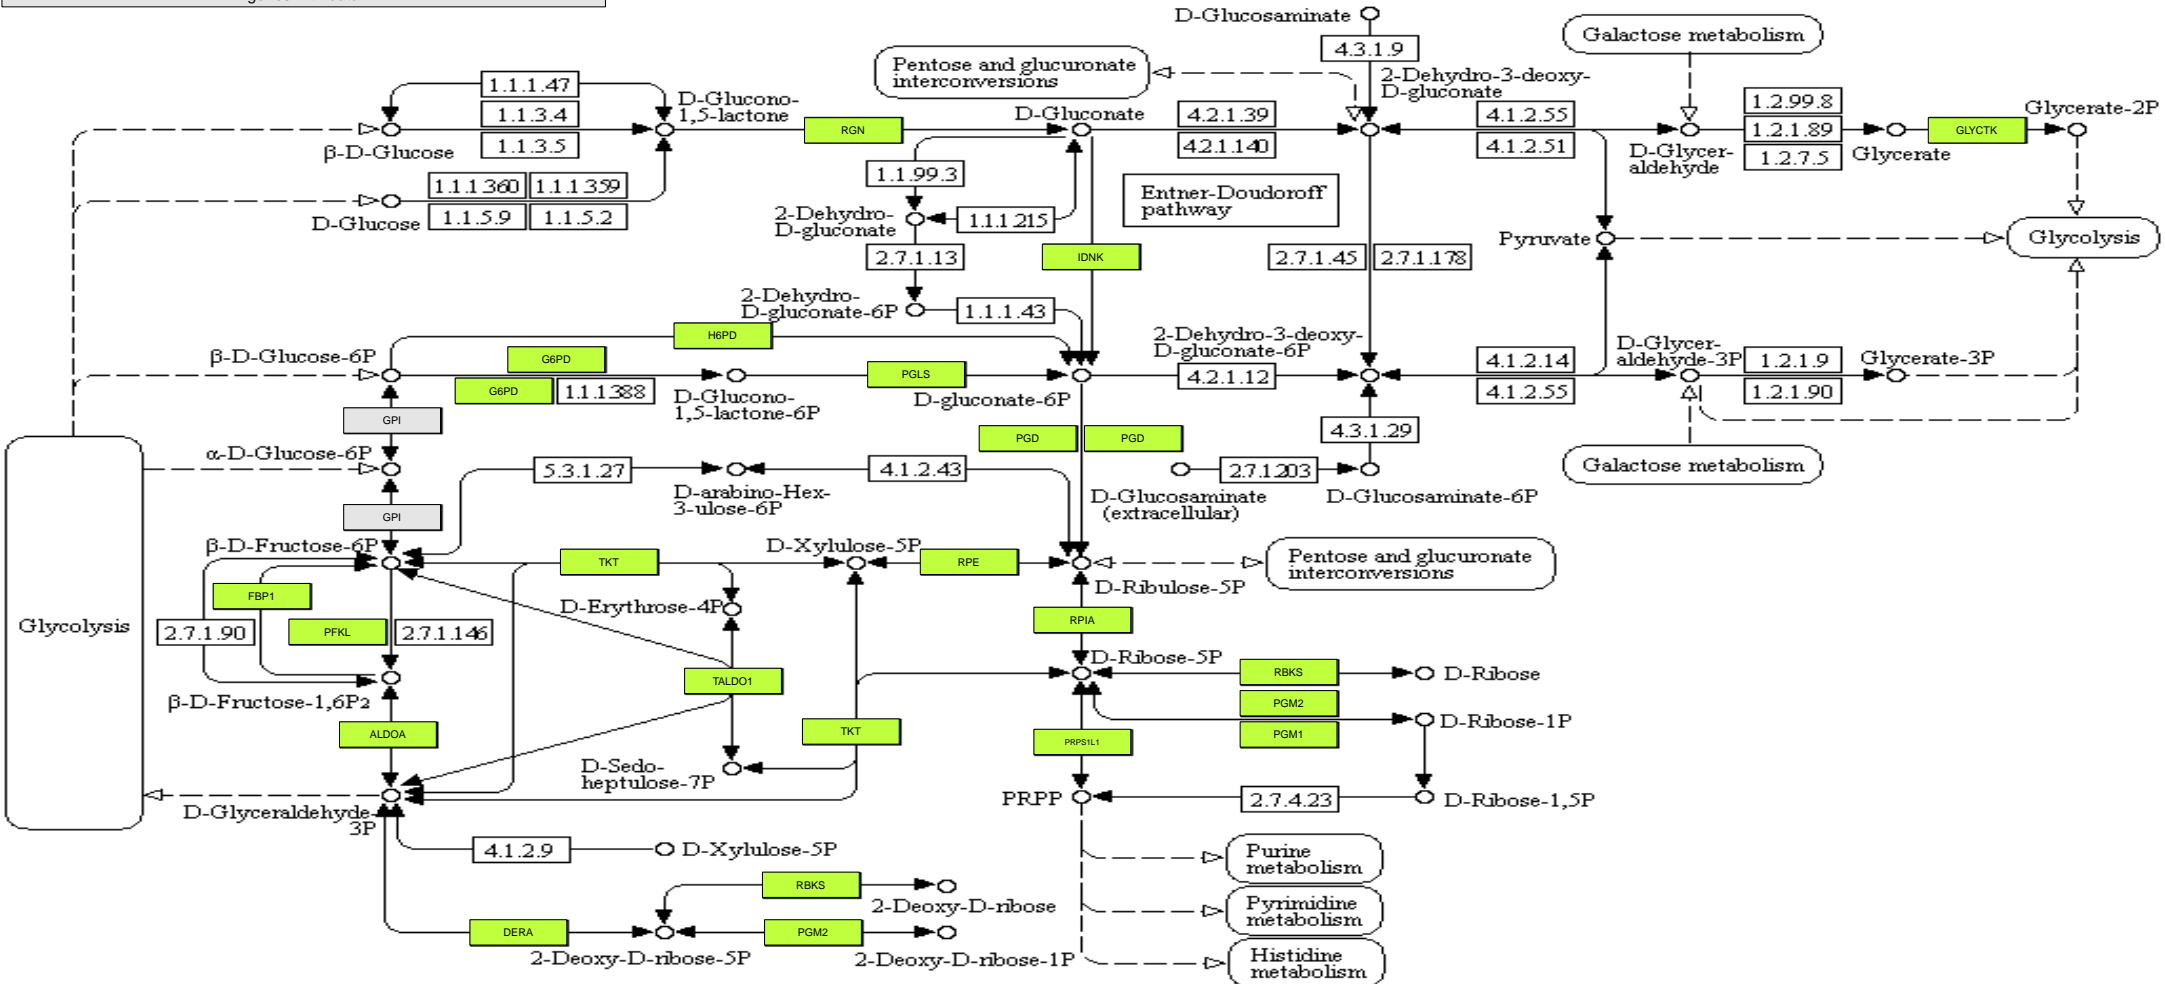 D-Glucosaminate
4.3.1.9
Galactose metabolism
Pentose and glucuronate
interconversions
2-Dehydro-3-deoxy-
D-gluconate
1.1.1.47
1.1.3.4
1.1.3.5
β-D-Glucose
D-Glucono-
1,5-lactone
RGN
D-Gluconate
4.2.1.39
4.2.1.140
4.1.2.55
4.1.2.51
1.2.99.8
1.2.1.89
1.2.7.5
D-Glycer-
aldehyde
Glycerate
GLYCTK
Glycerate-2P
1.1.1.360
1.1.1.359
1.1.5.9
1.1.5.2
D-Glucose
1.1.99.3
2-Dehydro-
D-gluconate
1.1.1.215
Entner-Doudoroff
pathway
2.7.1.13
IDNK
2.7.1.45
2.7.1.178
Pyruvate
Glycolysis
2-Dehydro-
D-gluconate-6P
1.1.1.43
H6PD
β-D-Glucose-6P
G6PD
G6PD
1.1.1.388
D-Glucono-
1,5-lactone-6P
PGLS
D-gluconate-6P
2-Dehydro-3-deoxy-
D-gluconate-6P
4.2.1.12
4.1.2.14
4.1.2.55
D-Glycer-
aldehyde-3P
1.2.1.9
1.2.1.90
Glycerate-3P
GPI
α-D-Glucose-6P
PGD
PGD
4.3.1.29
Galactose metabolism
5.3.1.27
D-arabino-Hex-
3-ulose-6P
4.1.2.43
2.7.1.203
D-Glucosaminate
(extracellular)
D-Glucosaminate-6P
GPI
β-D-Fructose-6P
TKT
D-Xylulose-5P
RPE
D-Ribulose-5P
Pentose and glucuronate
interconversions
FBP1
2.7.1.90
PFKL
2.7.1.146
Glycolysis
D-Erythrose-4P
RPIA
β-D-Fructose-1,6P2
TALDO1
D-Ribose-5P
RBKS
D-Ribose
PGM2
PGM1
D-Ribose-1P
ALDOA
TKT
PRPS1L1
D-Sedo-
heptulose-7P
PRPP
2.7.4.23
D-Ribose-1,5P
D-Glyceraldehyde-
3P
4.1.2.9
D-Xylulose-5P
Purine
metabolism
RBKS
2-Deoxy-D-ribose
Pyrimidine
metabolism
DERA
2-Deoxy-D-ribose-5P
PGM2
2-Deoxy-D-ribose-1P
Histidine
metabolism